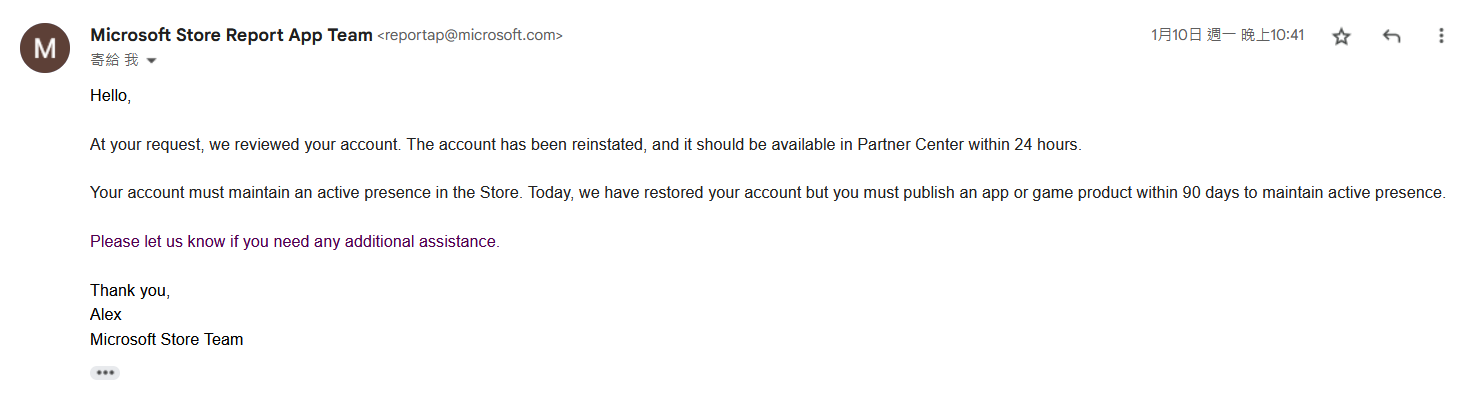 M
Microsoft Store Report App Team <reportap@microsoft.com>
1月10日 週一 晚上10:41
寄給 我
Hello,
At your request, we reviewed your account. The account has been reinstated, and it should be available in Partner Center within 24 hours.
Your account must maintain an active presence in the Store. Today, we have restored your account but you must publish an app or game product within 90 days to maintain active presence.
Please let us know if you need any additional assistance.
Thank you,
Alex
Microsoft Store Team